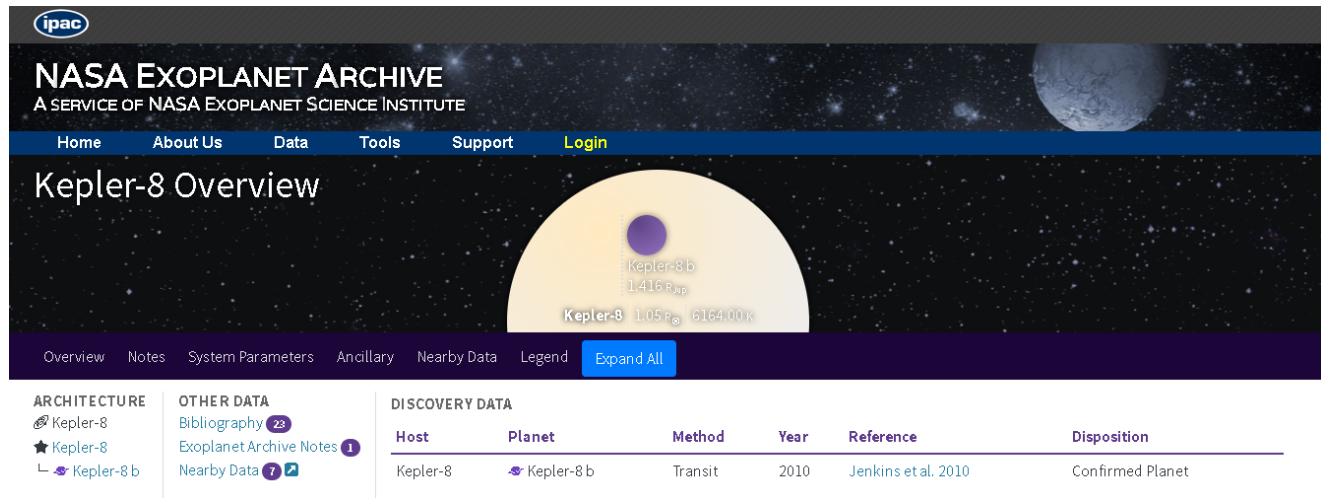 ipac
NASA EXOPLANET ARCHIVE
A SERVICE OF NASA EXOPLANET SCIENCE INSTITUTE
Home About Us Data Tools Support Login
Kepler-8 Overview
Kepler-8 b
1.416 RJup
Kepler-8 1.05 R⊙ 6164.00 K
Overview Notes System Parameters Ancillary Nearby Data Legend Expand All
ARCHITECTURE
Kepler-8
Kepler-8
Kepler-8 b
OTHER DATA
Bibliography 23
Exoplanet Archive Notes 1
Nearby Data 7
DISCOVERY DATA
Host Planet Method Year Reference Disposition
Kepler-8 Kepler-8 b Transit 2010 Jenkins et al. 2010 Confirmed Planet